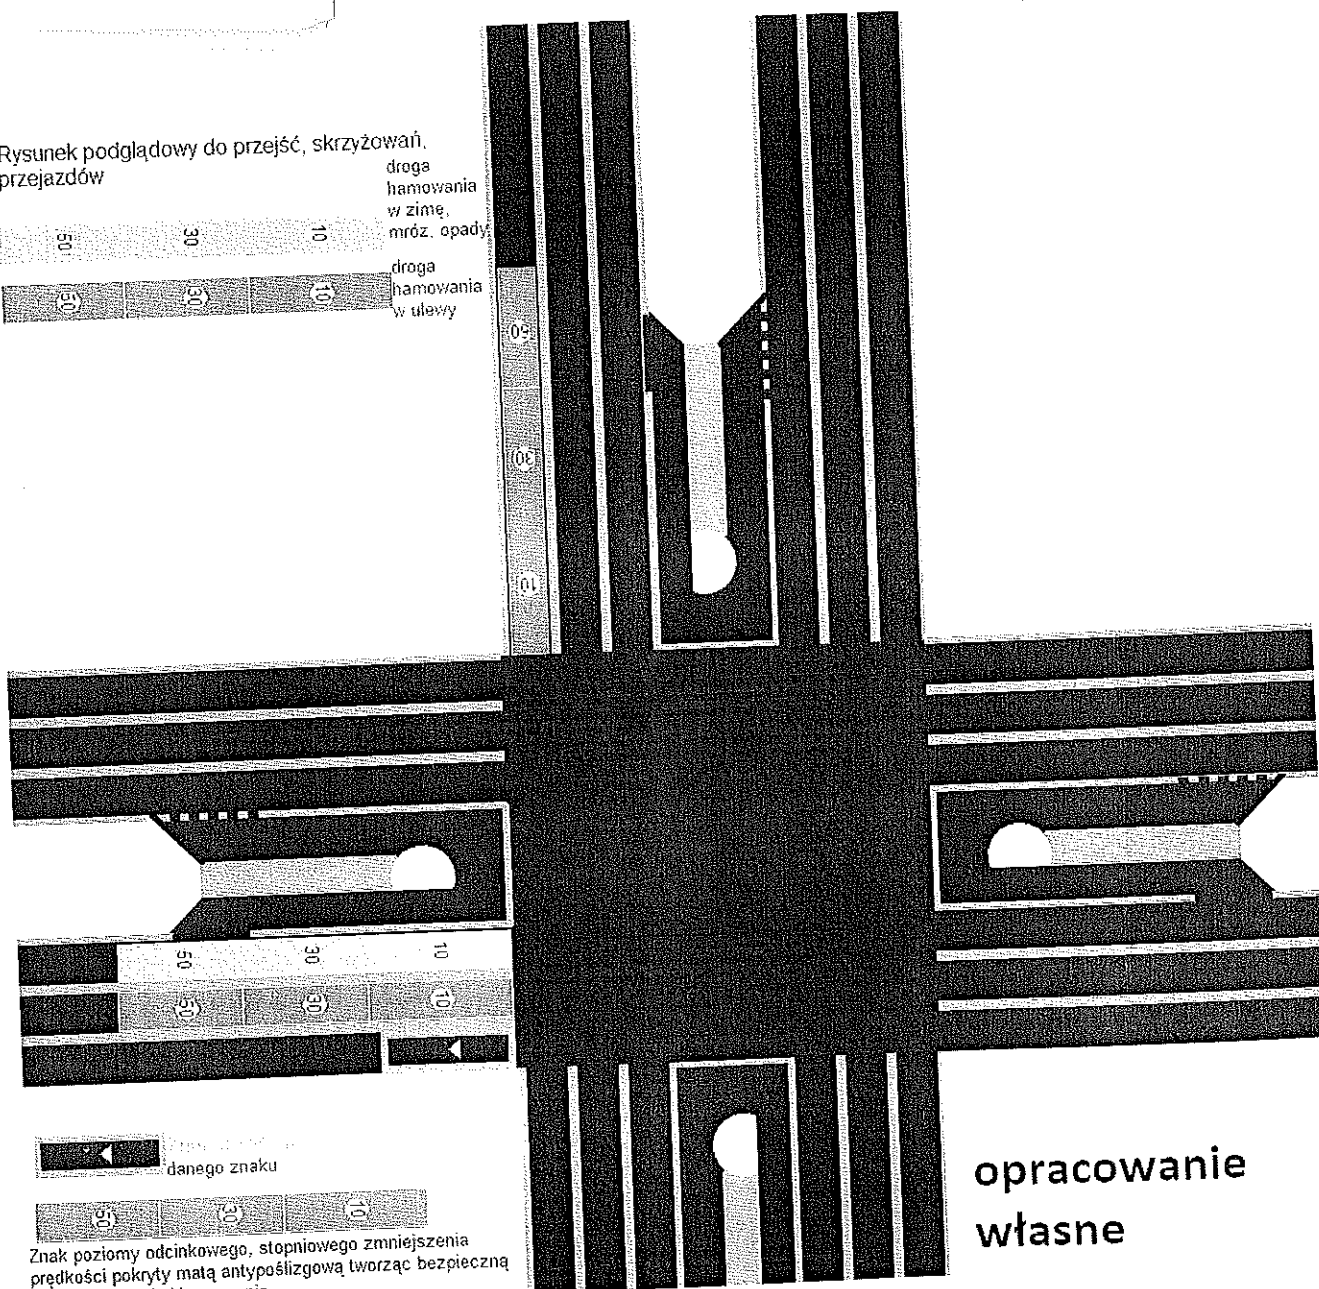 Rysunek podglądowy do przejść, skrzyżowań,
przejazdów
droga
hamowania
w zimę,
mróz, opady
50 30 10
droga
hamowania
w ulewy
50 30 10
50
30
10
50 30 10
50 30 10
danego znaku
50 30 10
Znak poziomy odcinkowego, stopniowego zmniejszenia
prędkości pokryty matą antypoślizgową tworząc bezpieczną
opracowanie
własne